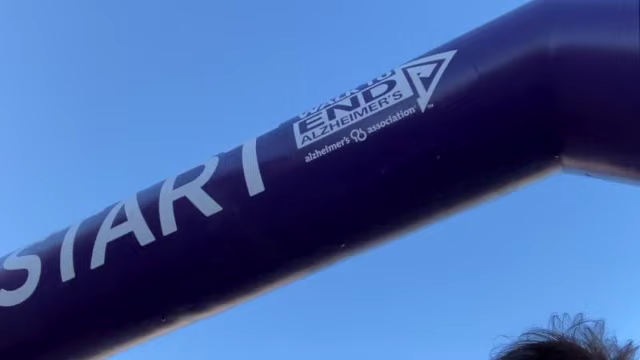 START
WALK TO
END
ALZHEIMER'S
alzheimer's association